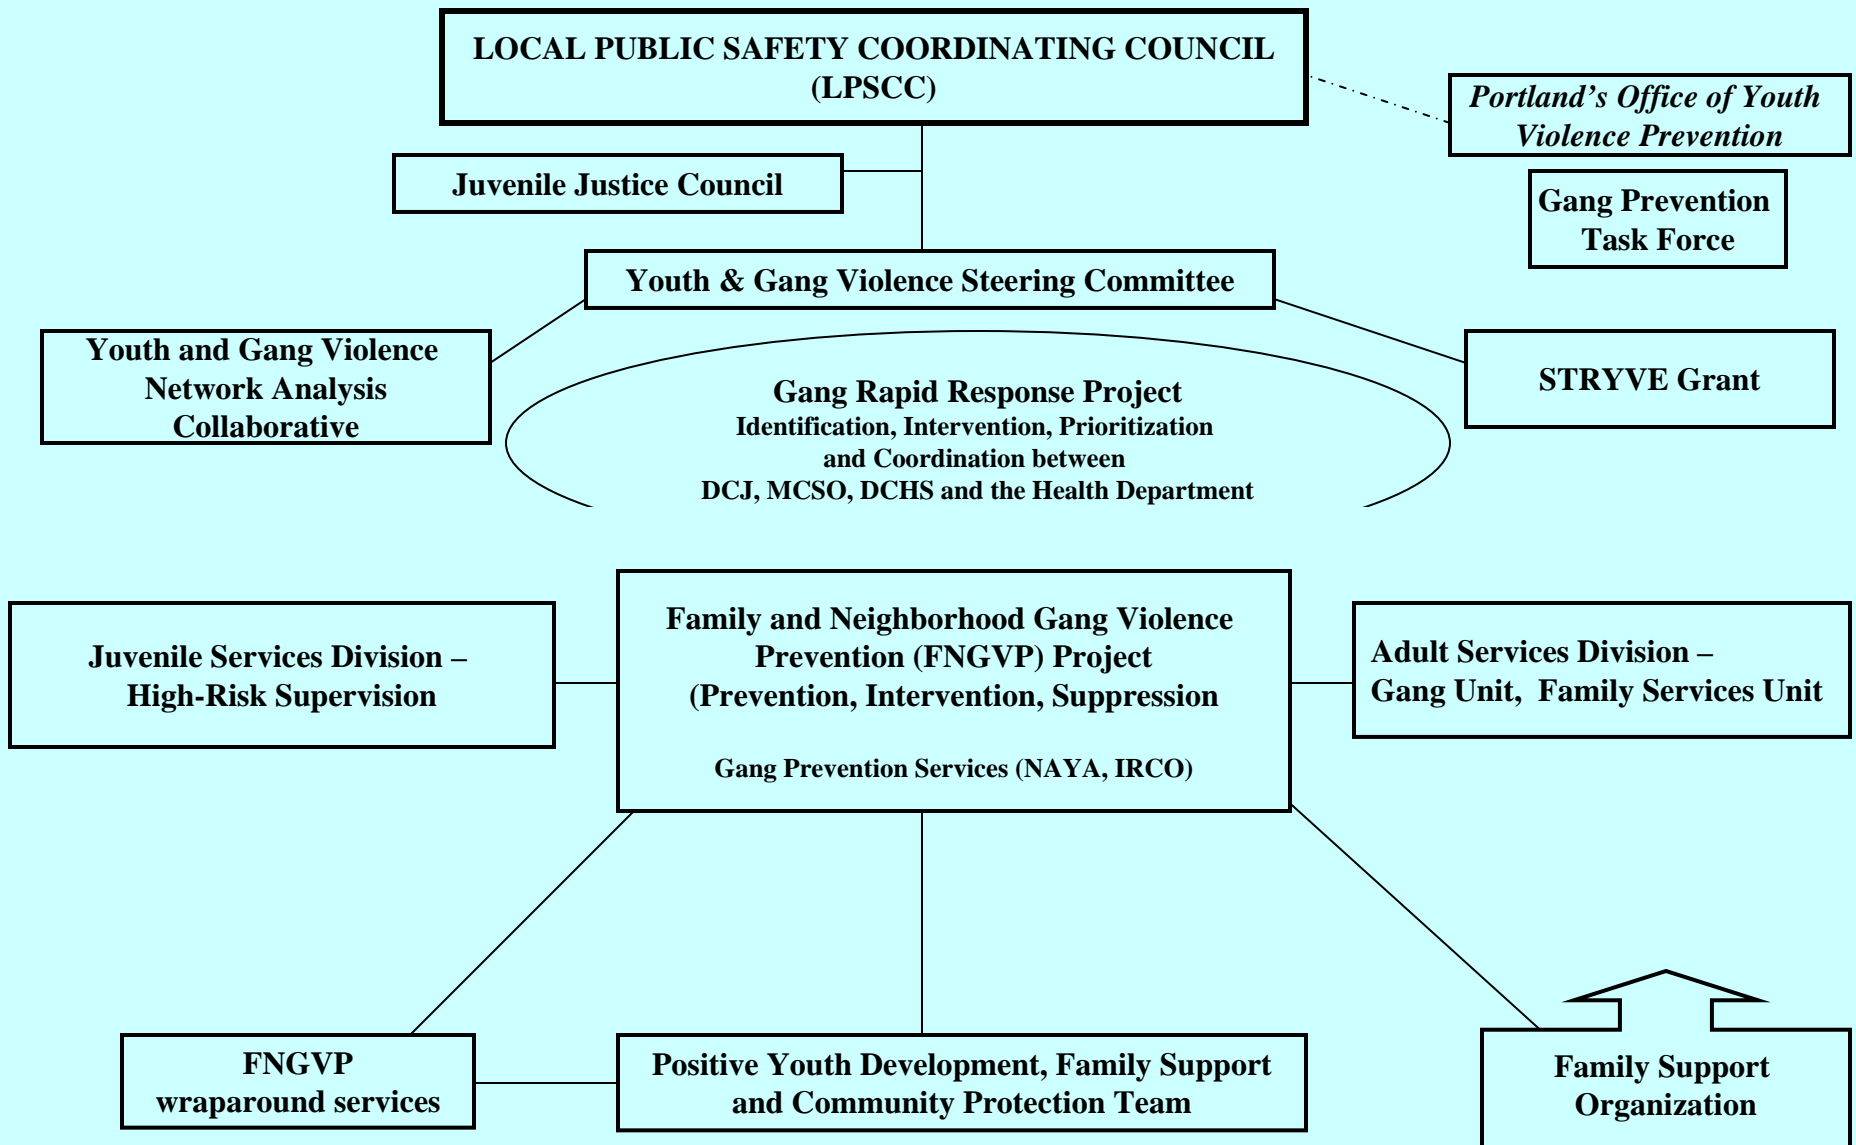 LOCAL PUBLIC SAFETY COORDINATING COUNCIL
(LPSCC)
Portland’s Office of Youth
Violence Prevention
Juvenile Justice Council
Gang Prevention
Task Force
Youth & Gang Violence Steering Committee
Youth and Gang Violence
Network Analysis
Collaborative
Gang Rapid Response Project
Identification, Intervention, Prioritization
and Coordination between
DCJ, MCSO, DCHS and the Health Department
STRYVE Grant
Juvenile Services Division –
High-Risk Supervision
Family and Neighborhood Gang Violence
Prevention (FNGVP) Project
(Prevention, Intervention, Suppression
Gang Prevention Services (NAYA, IRCO)
Adult Services Division –
Gang Unit, Family Services Unit
FNGVP
wraparound services
Positive Youth Development, Family Support
and Community Protection Team
Family Support
Organization